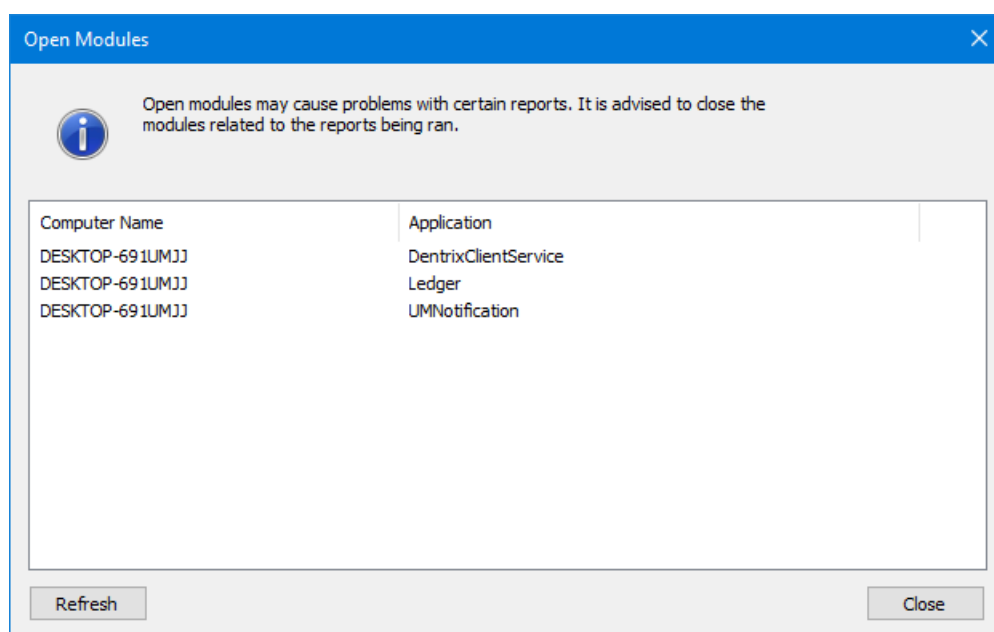 Open Modules
Open modules may cause problems with certain reports. It is advised to close the
modules related to the reports being ran.
Computer Name Application
DESKTOP-691UMJJ DentrixClientService
DESKTOP-691UMJJ Ledger
DESKTOP-691UMJJ UMNotification
Refresh Close